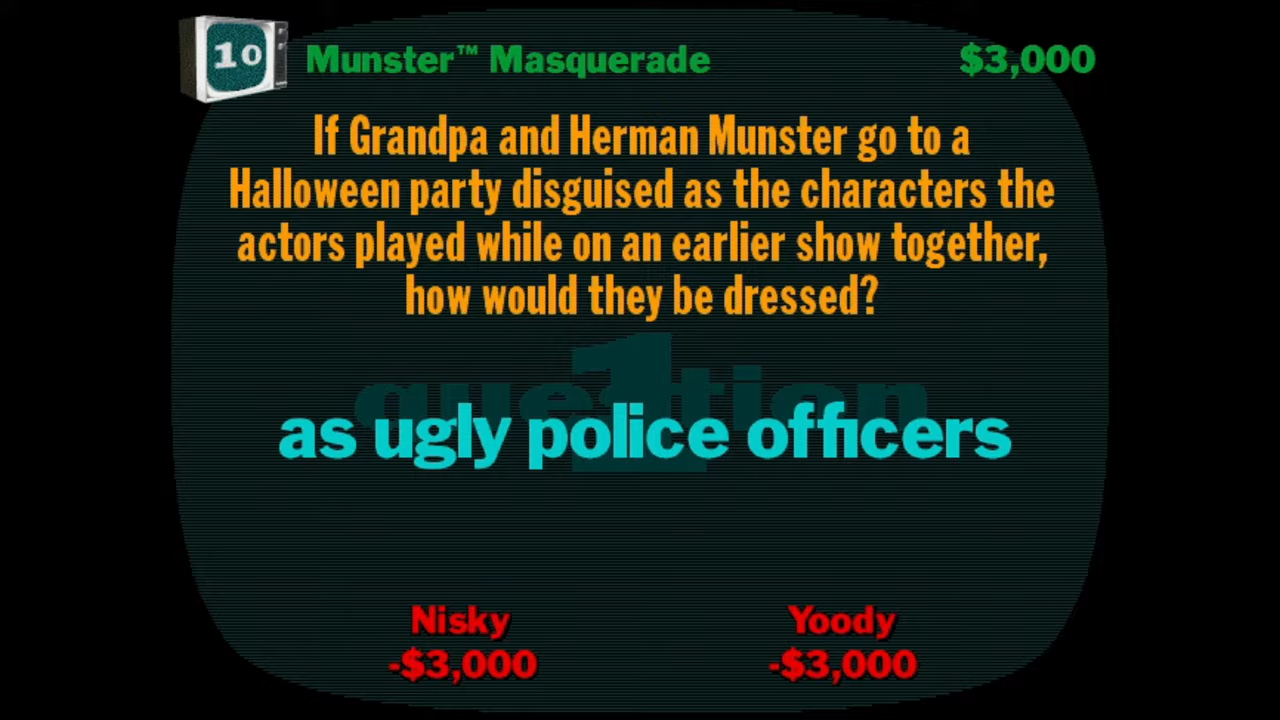 10 Munster™ Masquerade $3,000
If Grandpa and Herman Munster go to a
Halloween party disguised as the characters the
actors played while on an earlier show together,
how would they be dressed?
question
1
as ugly police officers
Nisky Yoody
-$3,000 -$3,000